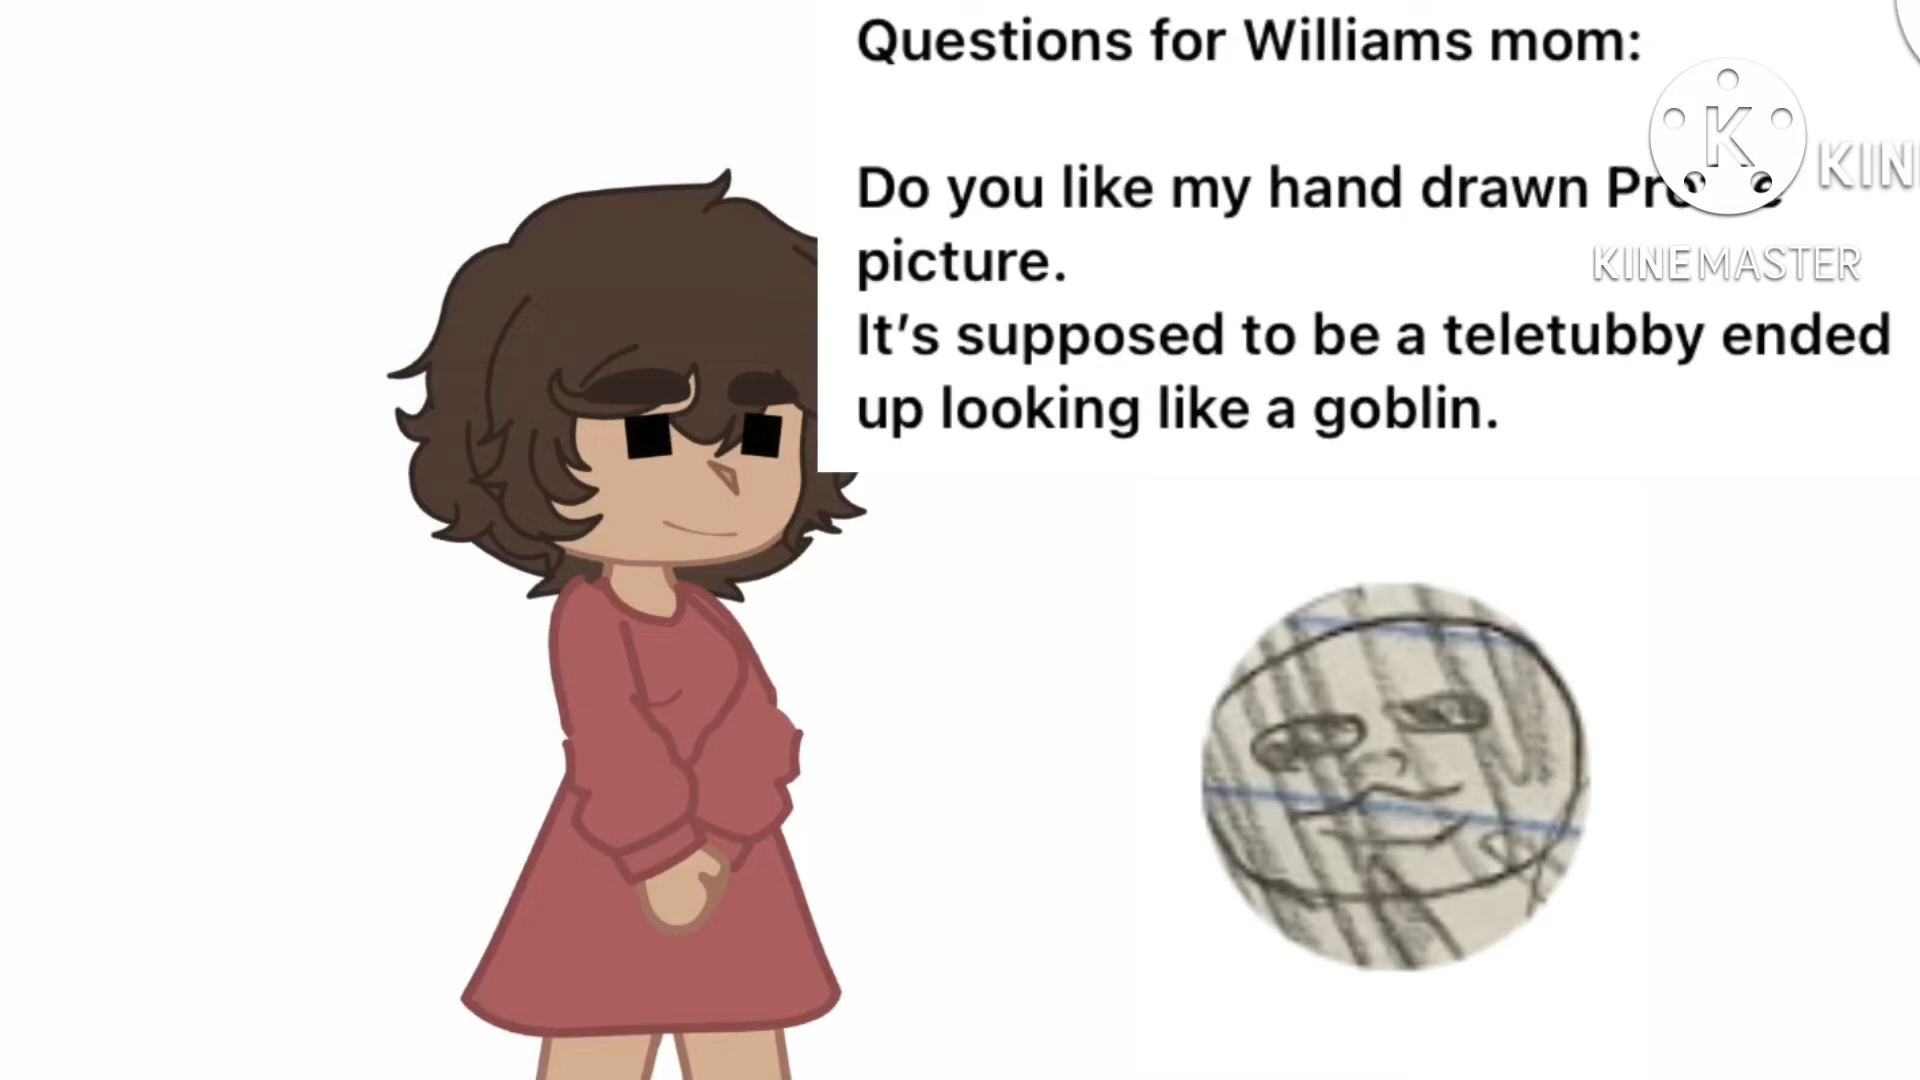 Questions for Williams mom:
Do you like my hand drawn
picture.
It's supposed to be a teletubby ended
up looking like a goblin.
K
KIN
KINEMASTER